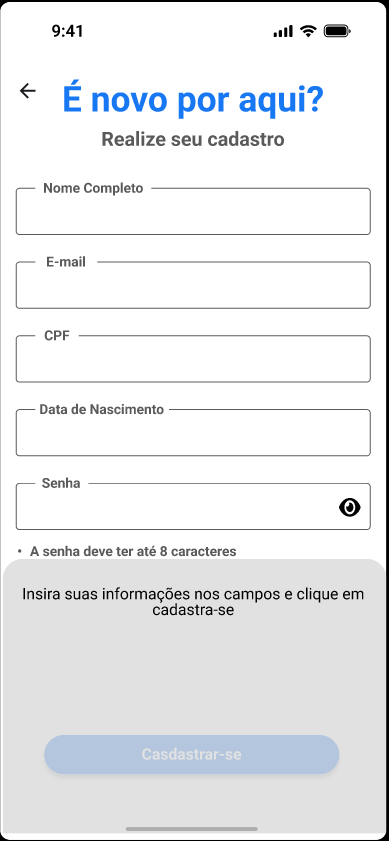 9:41
É novo por aqui?
Realize seu cadastro
Nome Completo
E-mail
CPF
Data de Nascimento
Senha
• A senha deve ter até 8 caracteres
Insira suas informações nos campos e clique em
cadastra-se
Casdastrar-se